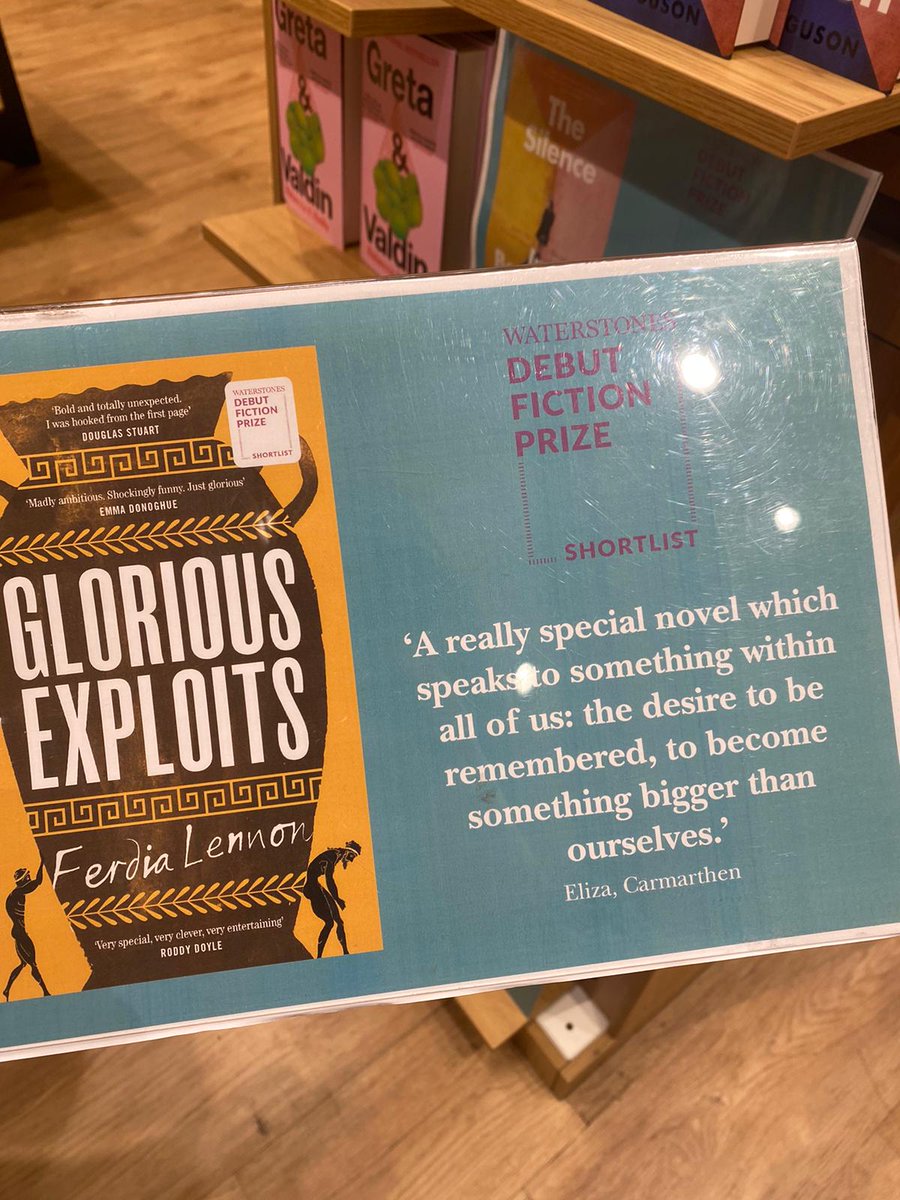 GUSON
Greta
&
Valdin
Greta
&
Valdin
The
Silence
DEBUT
FICTION
PRIZE
'Bold and totally unexpected.
I was hooked from the first page'
DOUGLAS STUART
WATERSTONES
DEBUT
FICTION
PRIZE
SHORTLIST
'Madly ambitious. Shockingly funny. Just glorious'
EMMA DONOGHUE
GLORIOUS
EXPLOITS
Ferdia Lennon
'Very special, very clever, very entertaining'
RODDY DOYLE
WATERSTONES
DEBUT
FICTION
PRIZE
SHORTLIST
'A really special novel which
speaks to something within
all of us: the desire to be
remembered, to become
something bigger than
ourselves.'
Eliza, Carmarthen